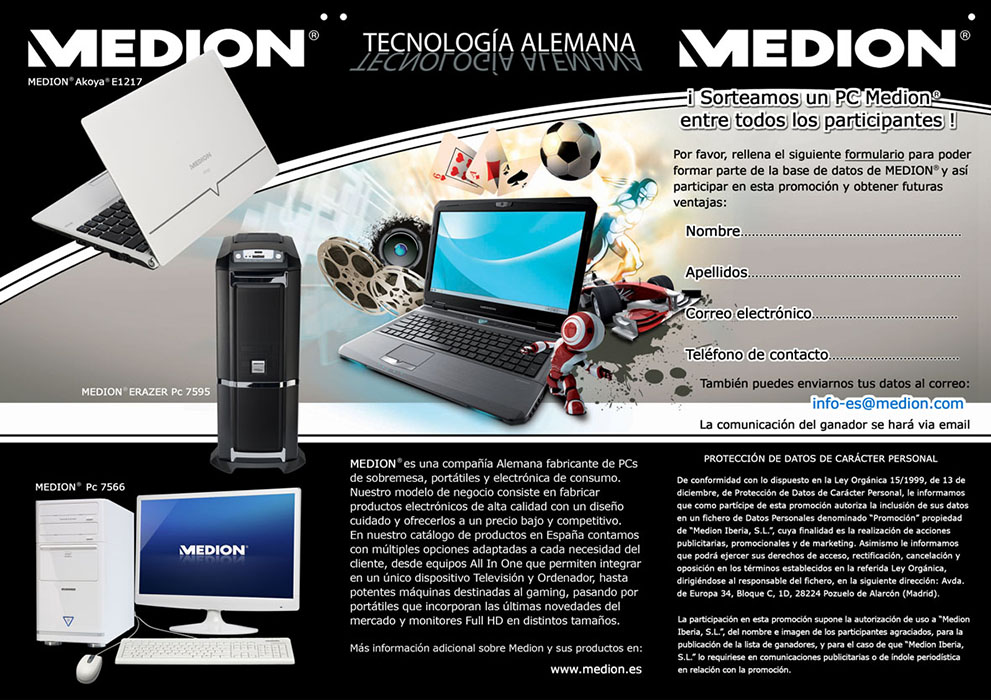 MEDION®
MEDION® Akoya® E1217
MEDION
MEDION® ERAZER Pc 7595
MEDION® Pc 7566
MEDION
TECNOLOGÍA ALEMANA
TECNOLOGÍA ALEMANA
MEDION® es una compañía Alemana fabricante de PCs
de sobremesa, portátiles y electrónica de consumo.
Nuestro modelo de negocio consiste en fabricar
productos electrónicos de alta calidad con un diseño
cuidado y ofrecerlos a un precio bajo y competitivo.
En nuestro catálogo de productos en España contamos
con múltiples opciones adaptadas a cada necesidad del
cliente, desde equipos All In One que permiten integrar
en un único dispositivo Televisión y Ordenador, hasta
potentes máquinas destinadas al gaming, pasando por
portátiles que incorporan las últimas novedades del
mercado y monitores Full HD en distintos tamaños.
Más información adicional sobre Medion y sus productos en:
www.medion.es
MEDION®
¡ Sorteamos un PC Medion®
entre todos los participantes !
Por favor, rellena el siguiente formulario para poder
formar parte de la base de datos de MEDION® y así
participar en esta promoción y obtener futuras
ventajas:
Nombre.....................................................
Apellidos...................................................
Correo electrónico...................................
Teléfono de contacto...............................
También puedes enviarnos tus datos al correo:
info-es@medion.com
La comunicación del ganador se hará via email
PROTECCIÓN DE DATOS DE CARÁCTER PERSONAL
De conformidad con lo dispuesto en la Ley Orgánica 15/1999, de 13 de
diciembre, de Protección de Datos de Carácter Personal, le informamos
que como partícipe de esta promoción autoriza la inclusión de sus datos
en un fichero de Datos Personales denominado “Promoción” propiedad
de “Medion Iberia, S.L.”, cuya finalidad es la realización de acciones
publicitarias, promocionales y de marketing. Asimismo le informamos
que podrá ejercer sus derechos de acceso, rectificación, cancelación y
oposición en los términos establecidos en la referida Ley Orgánica,
dirigiéndose al responsable del fichero, en la siguiente dirección: Avda.
de Europa 34, Bloque C, 1D, 28224 Pozuelo de Alarcón (Madrid).
La participación en esta promoción supone la autorización de uso a “Medion
Iberia, S.L.”, del nombre e imagen de los participantes agraciados, para la
publicación de la lista de ganadores, y para el caso de que “Medion Iberia,
S.L.” lo requiriese en comunicaciones publicitarias o de índole periodística
en relación con la promoción.